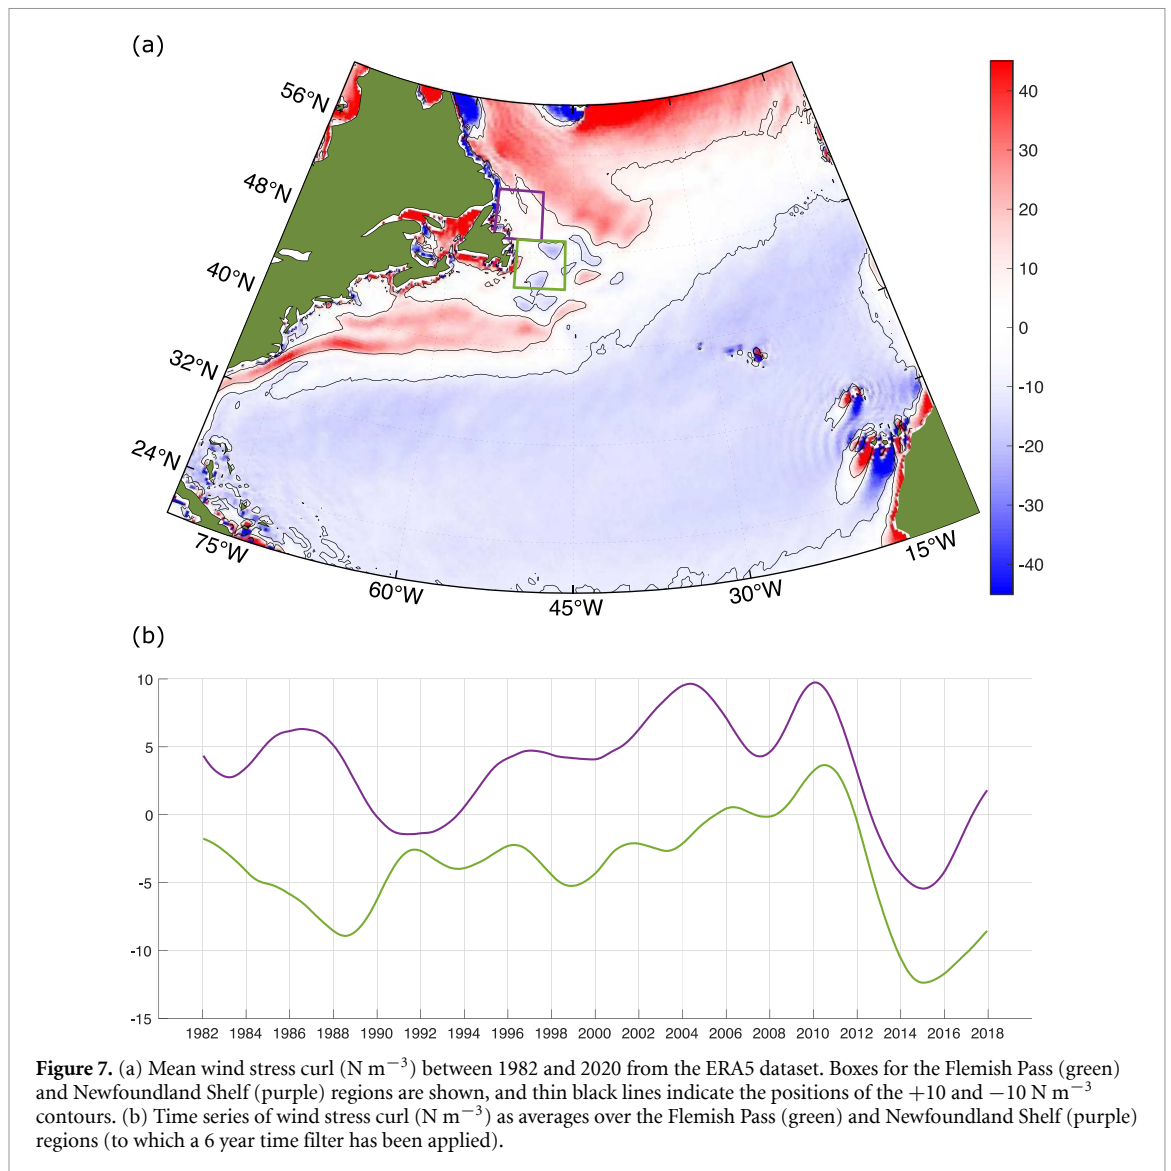 (a)
56°N
48°N
40°N
32°N
24°N
75°W
60°W
45°W
30°W
15°W
40
30
20
10
0
-10
-20
-30
-40
(b)
10
5
0
-5
-10
-15
1982 1984 1986 1988 1990 1992 1994 1996 1998 2000 2002 2004 2006 2008 2010 2012 2014 2016 2018
Figure 7. (a) Mean wind stress curl (N m−3) between 1982 and 2020 from the ERA5 dataset. Boxes for the Flemish Pass (green)
and Newfoundland Shelf (purple) regions are shown, and thin black lines indicate the positions of the +10 and −10 N m−3
contours. (b) Time series of wind stress curl (N m−3) as averages over the Flemish Pass (green) and Newfoundland Shelf (purple)
regions (to which a 6 year time filter has been applied).